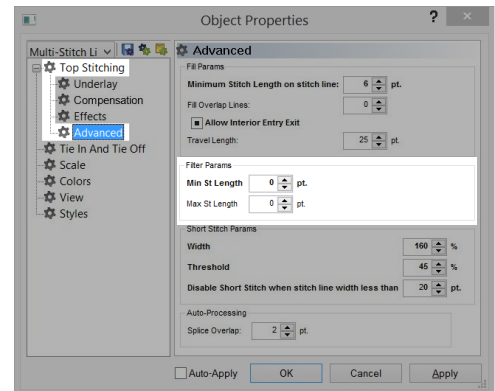 Object Properties
?
Multi-Stitch Li
Advanced
Top Stitching
Underlay
Compensation
Effects
Advanced
Tie In And Tie Off
Scale
Colors
View
Styles
Fill Params
Minimum Stitch Length on stitch line: 6 pt.
Fill Overlap Lines: 0
Allow Interior Entry Exit
Travel Length: 25 pt.
Filter Params
Min St Length 0 pt.
Max St Length 0 pt.
Short Stitch Params
Width 160 %
Threshold 45 %
Disable Short Stitch when stitch line width less than 20 pt.
Auto-Processing
Splice Overlap: 2 pt.
Auto-Apply OK Cancel Apply